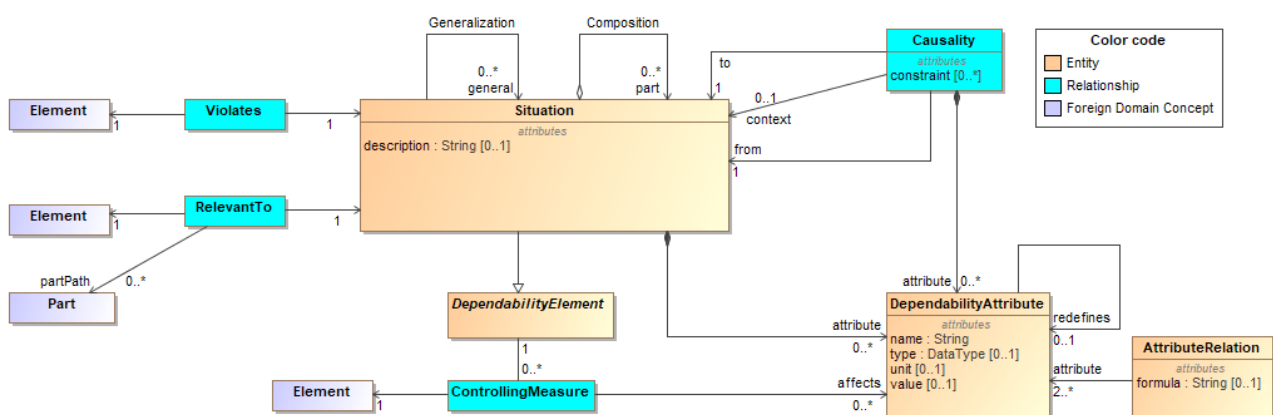 Generalization
Composition
0..*
general
0..*
part
Causality
attributes
constraint [0..*]
Color code
Entity
Relationship
Foreign Domain Concept
to
1
0..1
context
from
1
Element
1
Violates
1
Situation
attributes
description : String [0..1]
Element
1
RelevantTo
1
partPath
0..*
Part
DependabilityElement
1
0..*
attribute
0..*
attribute
0..*
DependabilityAttribute
attributes
name : String
type : DataType [0..1]
unit [0..1]
value [0..1]
redefines
0..1
attribute
2..*
AttributeRelation
attributes
formula : String [0..1]
Element
1
ControllingMeasure
affects
0..*